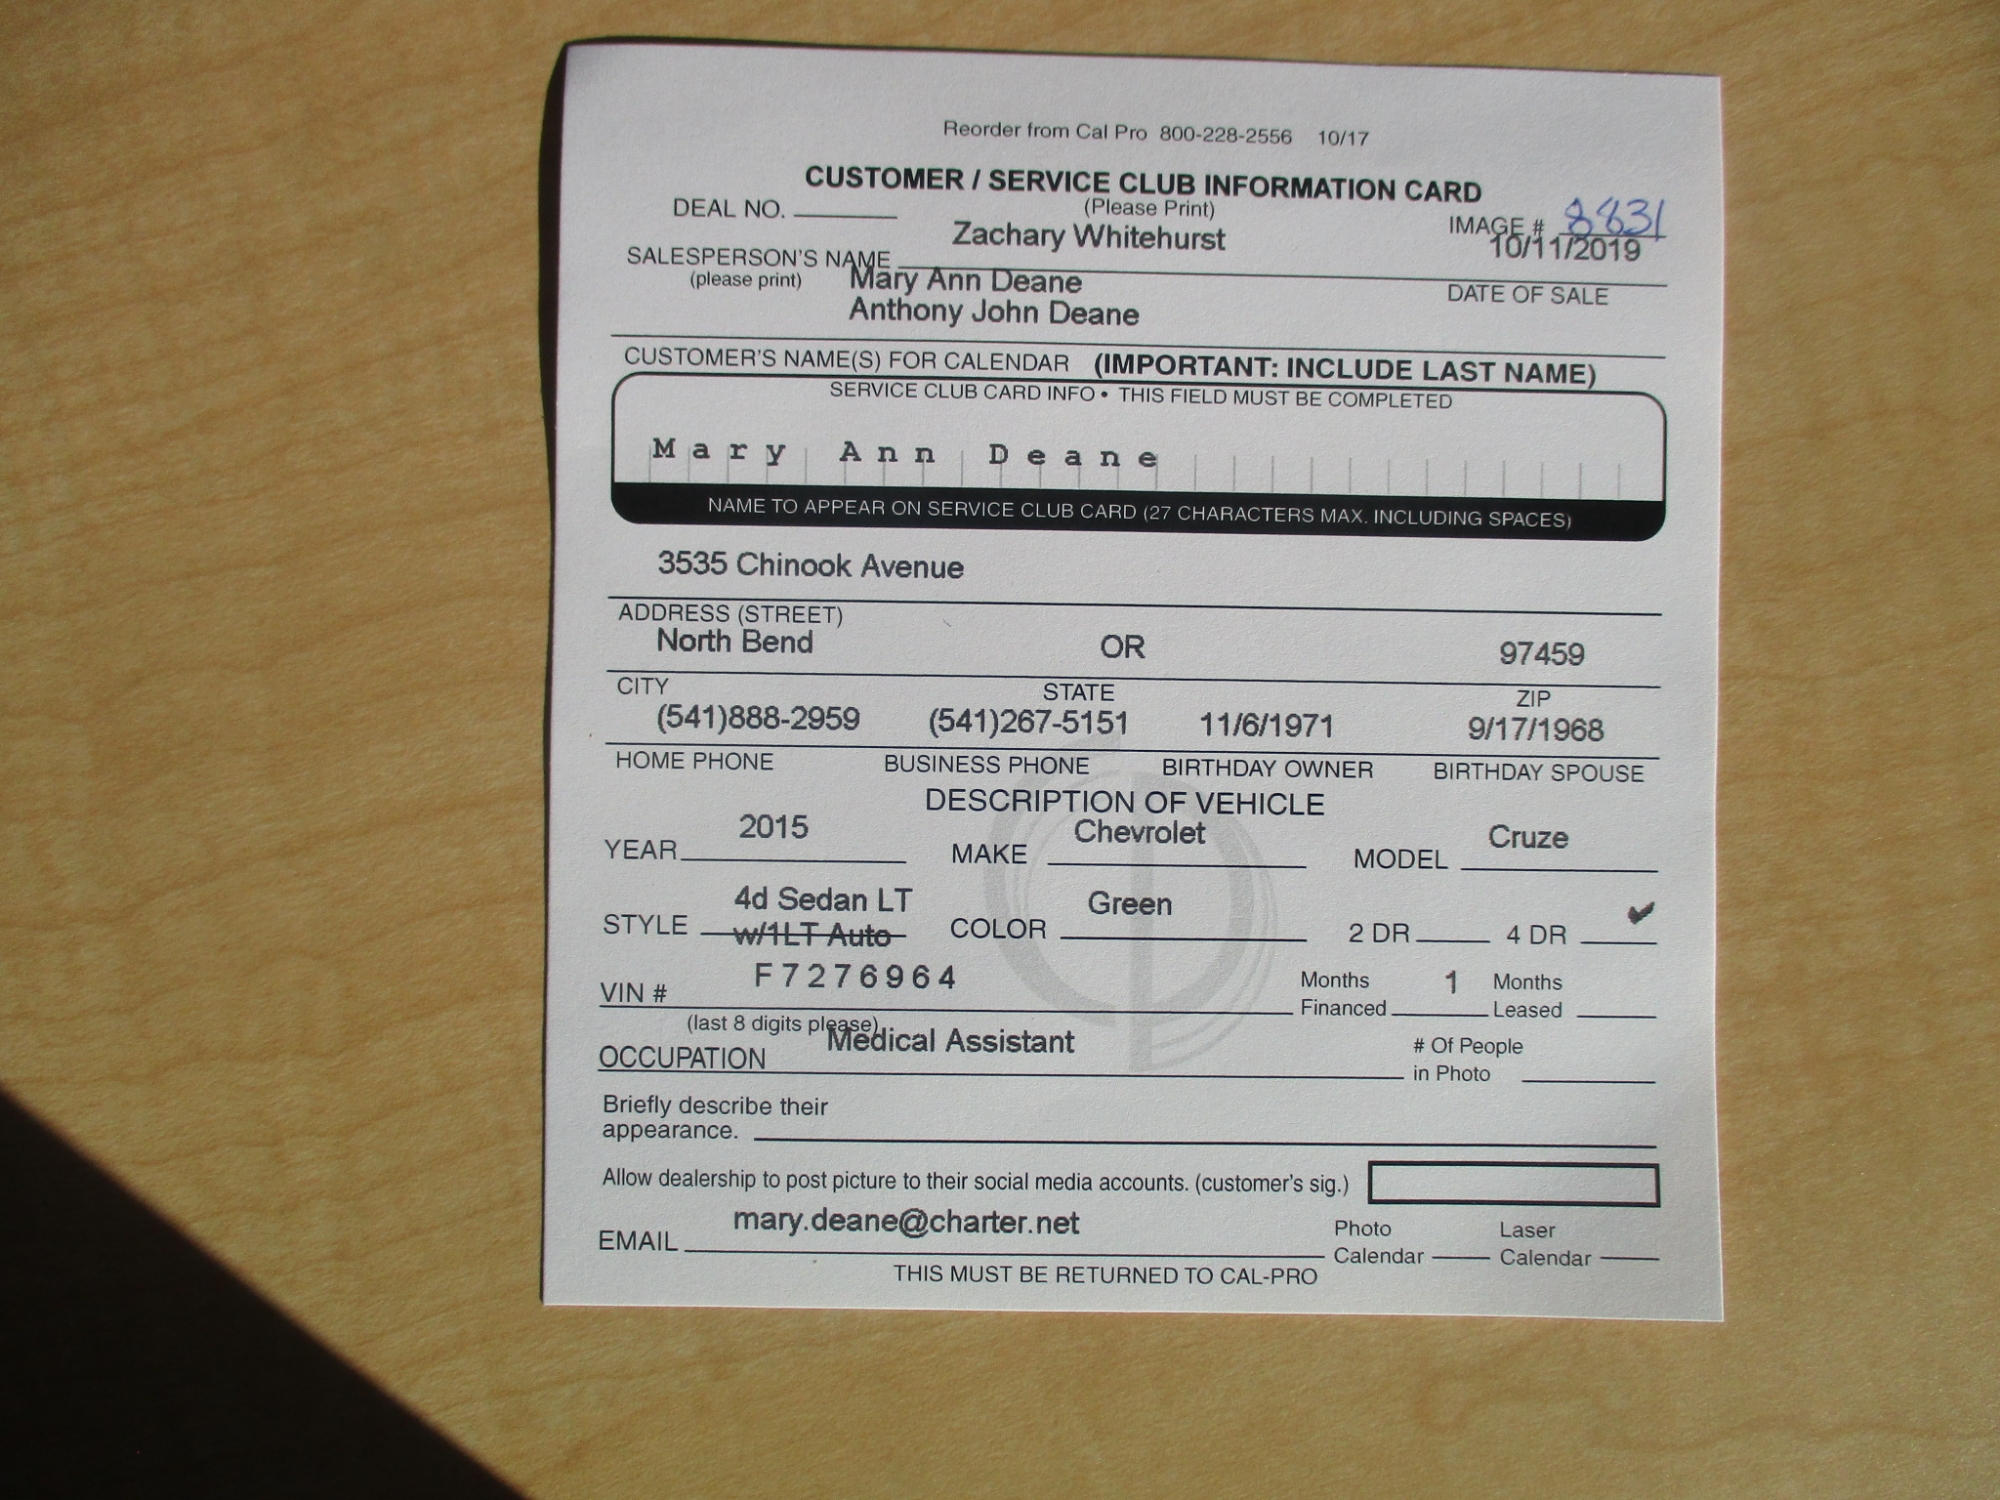 Reorder from Cal Pro 800-228-2556 10/17
CUSTOMER / SERVICE CLUB INFORMATION CARD
DEAL NO. (Please Print) IMAGE # 8831
Zachary Whitehurst 10/11/2019
SALESPERSON'S NAME
(please print) Mary Ann Deane DATE OF SALE
Anthony John Deane
CUSTOMER'S NAME(S) FOR CALENDAR (IMPORTANT: INCLUDE LAST NAME)
SERVICE CLUB CARD INFO • THIS FIELD MUST BE COMPLETED
Mary Ann Deane
NAME TO APPEAR ON SERVICE CLUB CARD (27 CHARACTERS MAX. INCLUDING SPACES)
3535 Chinook Avenue
ADDRESS (STREET)
North Bend OR 97459
CITY STATE ZIP
(541)888-2959 (541)267-5151 11/6/1971 9/17/1968
HOME PHONE BUSINESS PHONE BIRTHDAY OWNER BIRTHDAY SPOUSE
DESCRIPTION OF VEHICLE
YEAR 2015 MAKE Chevrolet MODEL Cruze
4d Sedan LT
STYLE w/1LT Auto COLOR Green 2 DR 4 DR ✔
VIN # F7276964 Months Financed 1 Months Leased
(last 8 digits please)
OCCUPATION Medical Assistant # Of People in Photo
Briefly describe their
appearance.
Allow dealership to post picture to their social media accounts. (customer's sig.)
EMAIL mary.deane@charter.net Photo Calendar Laser Calendar
THIS MUST BE RETURNED TO CAL-PRO